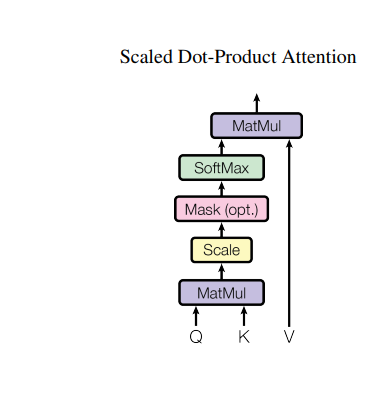 Scaled Dot-Product Attention
MatMul
SoftMax
Mask (opt.)
Scale
MatMul
Q K V